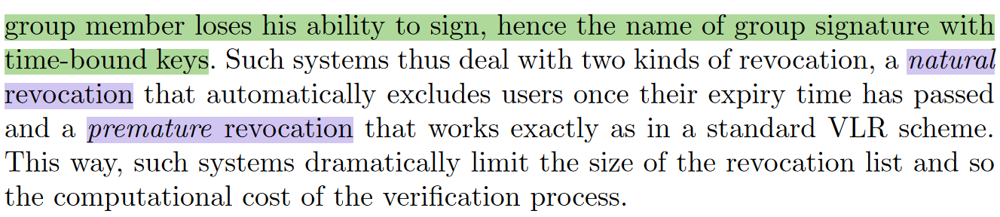 group member loses his ability to sign, hence the name of group signature with
time-bound keys. Such systems thus deal with two kinds of revocation, a natural
revocation that automatically excludes users once their expiry time has passed
and a premature revocation that works exactly as in a standard VLR scheme.
This way, such systems dramatically limit the size of the revocation list and so
the computational cost of the verification process.